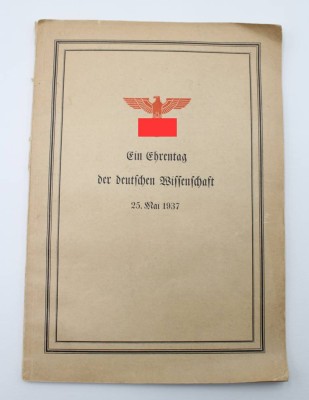 Ein Ehrentag
der deutschen Wissenschaft
25. Mai 1937